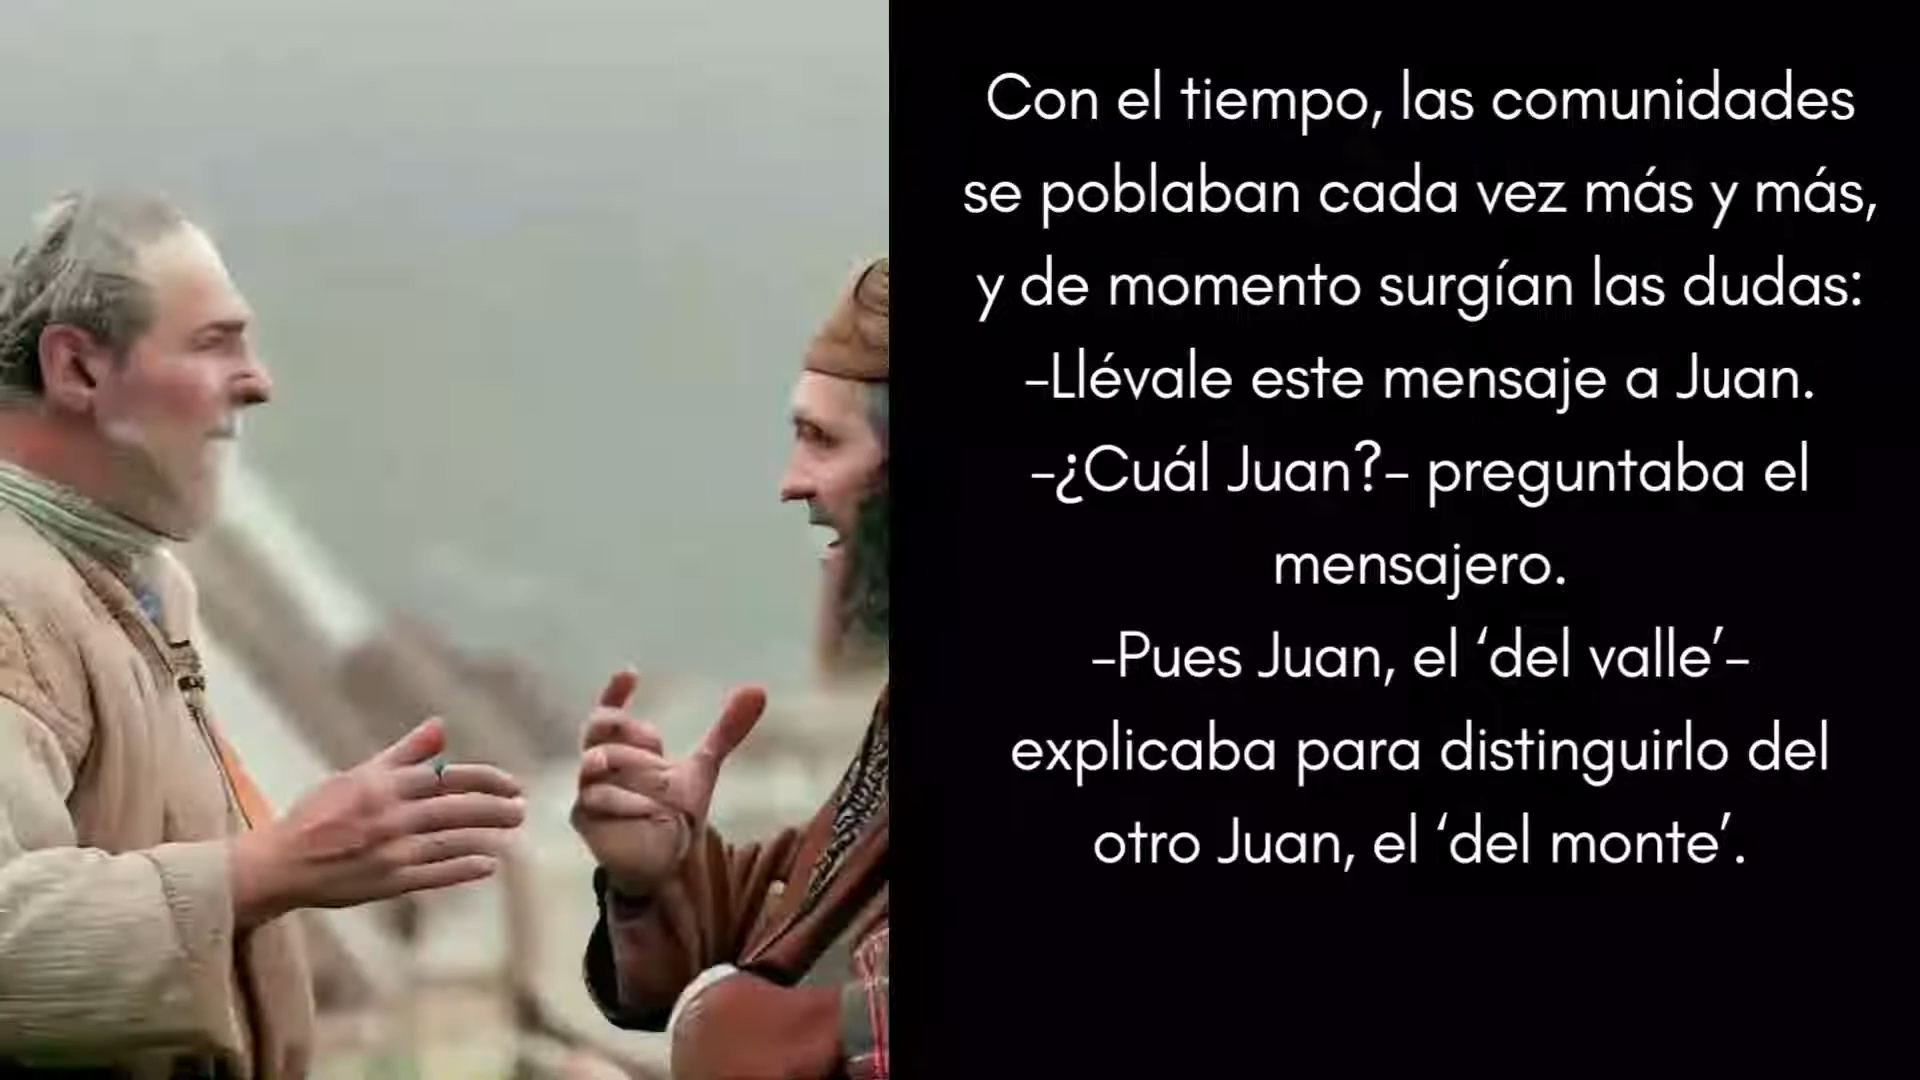 Con el tiempo, las comunidades
se poblaban cada vez más y más,
y de momento surgían las dudas:
-Llévale este mensaje a Juan.
-¿Cuál Juan?- preguntaba el
mensajero.
-Pues Juan, el ‘del valle’-
explicaba para distinguirlo del
otro Juan, el ‘del monte’.